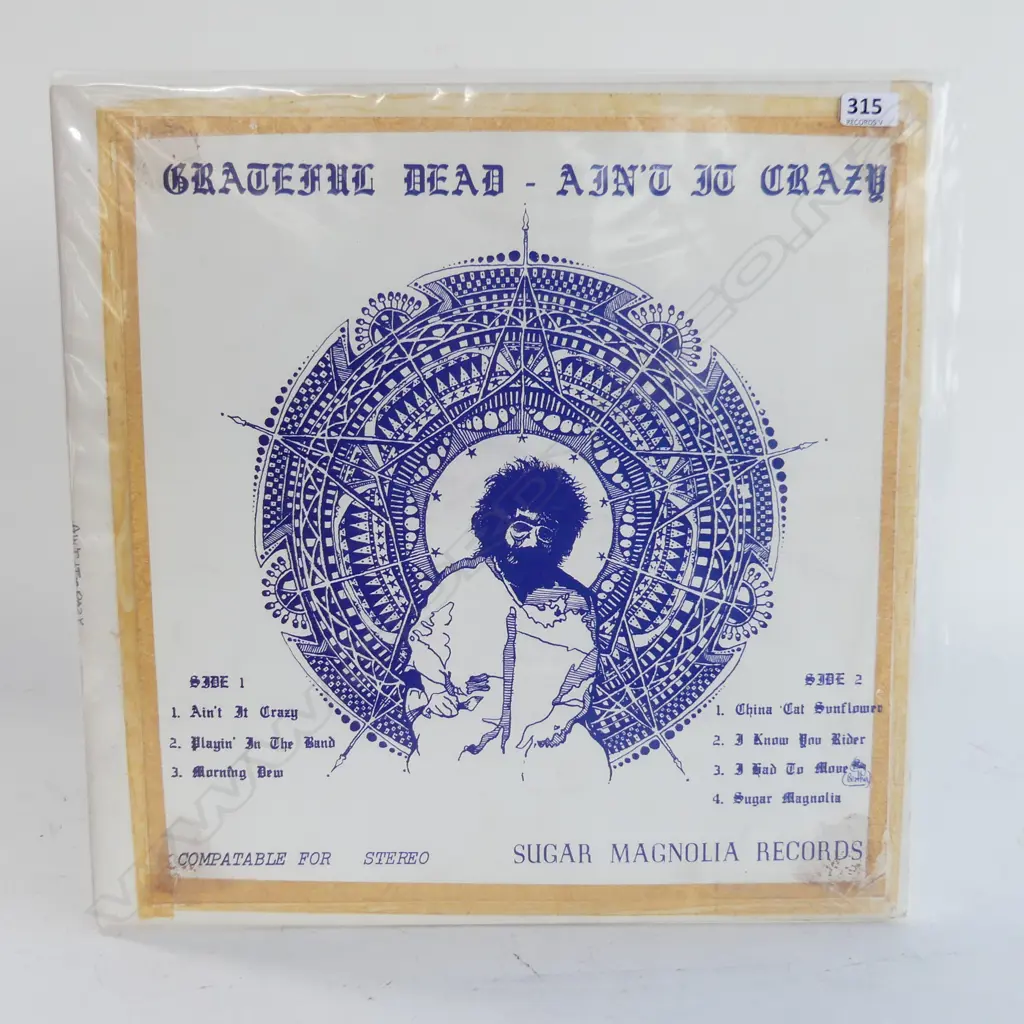 315
RECORDS V
GRATEFUL DEAD - AIN'T IT CRAZY
SIDE 1
1. Ain't It Crazy
2. Playin' In The Band
3. Morning Dew
SIDE 2
1. China Cat Sunflower
2. I Know You Rider
3. I Had To Move
4. Sugar Magnolia
COMPATABLE FOR STEREO
SUGAR MAGNOLIA RECORDS